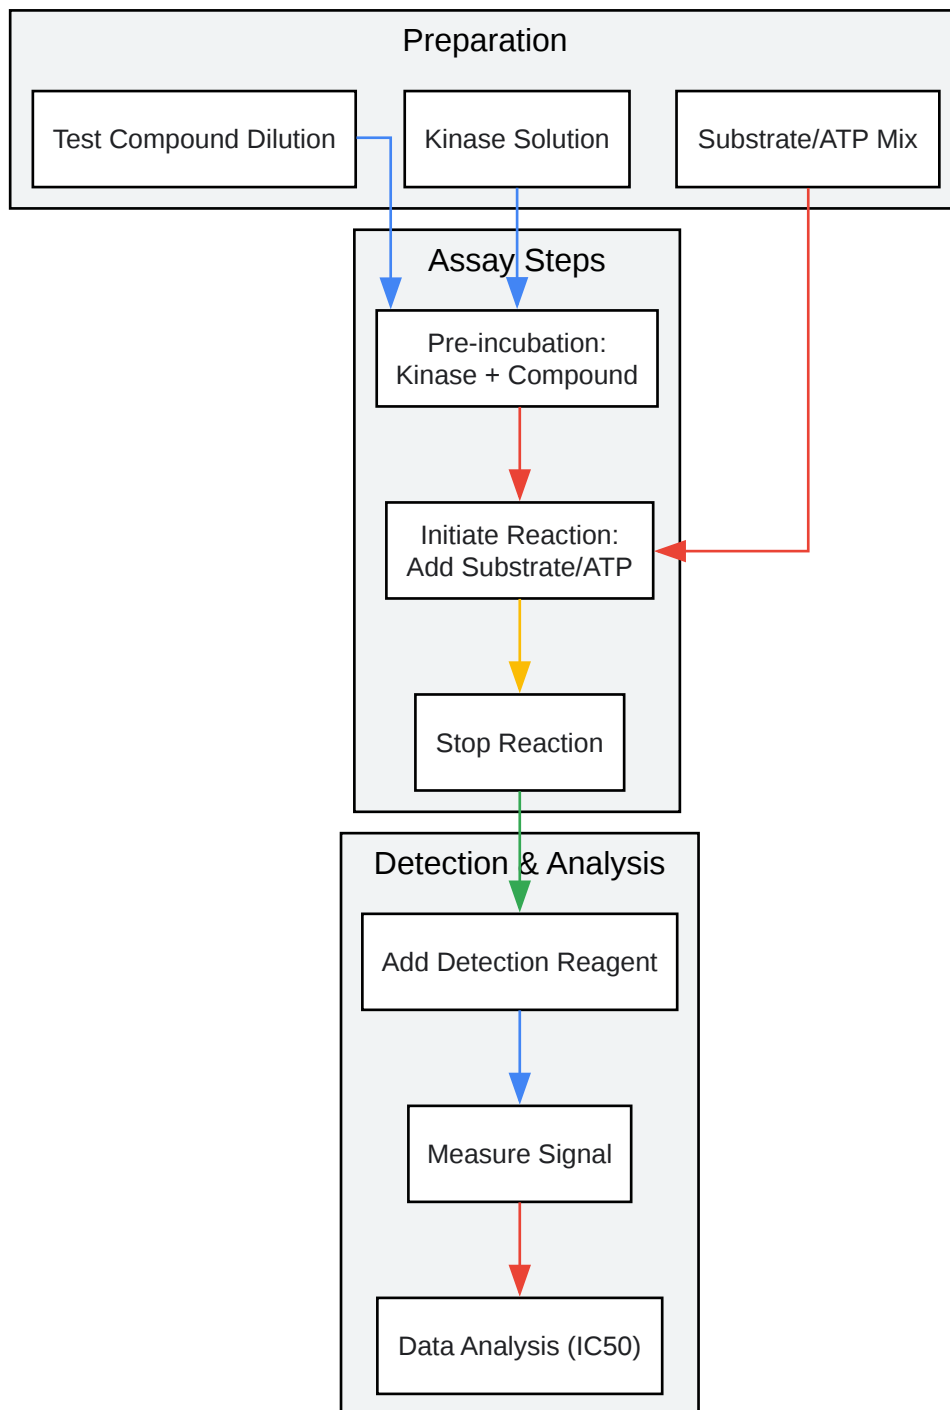 Preparation
Test Compound Dilution
Kinase Solution
Substrate/ATP Mix
Assay Steps
Pre-incubation:
Kinase + Compound
Initiate Reaction:
Add Substrate/ATP
Stop Reaction
Detection & Analysis
Add Detection Reagent
Measure Signal
Data Analysis (IC50)